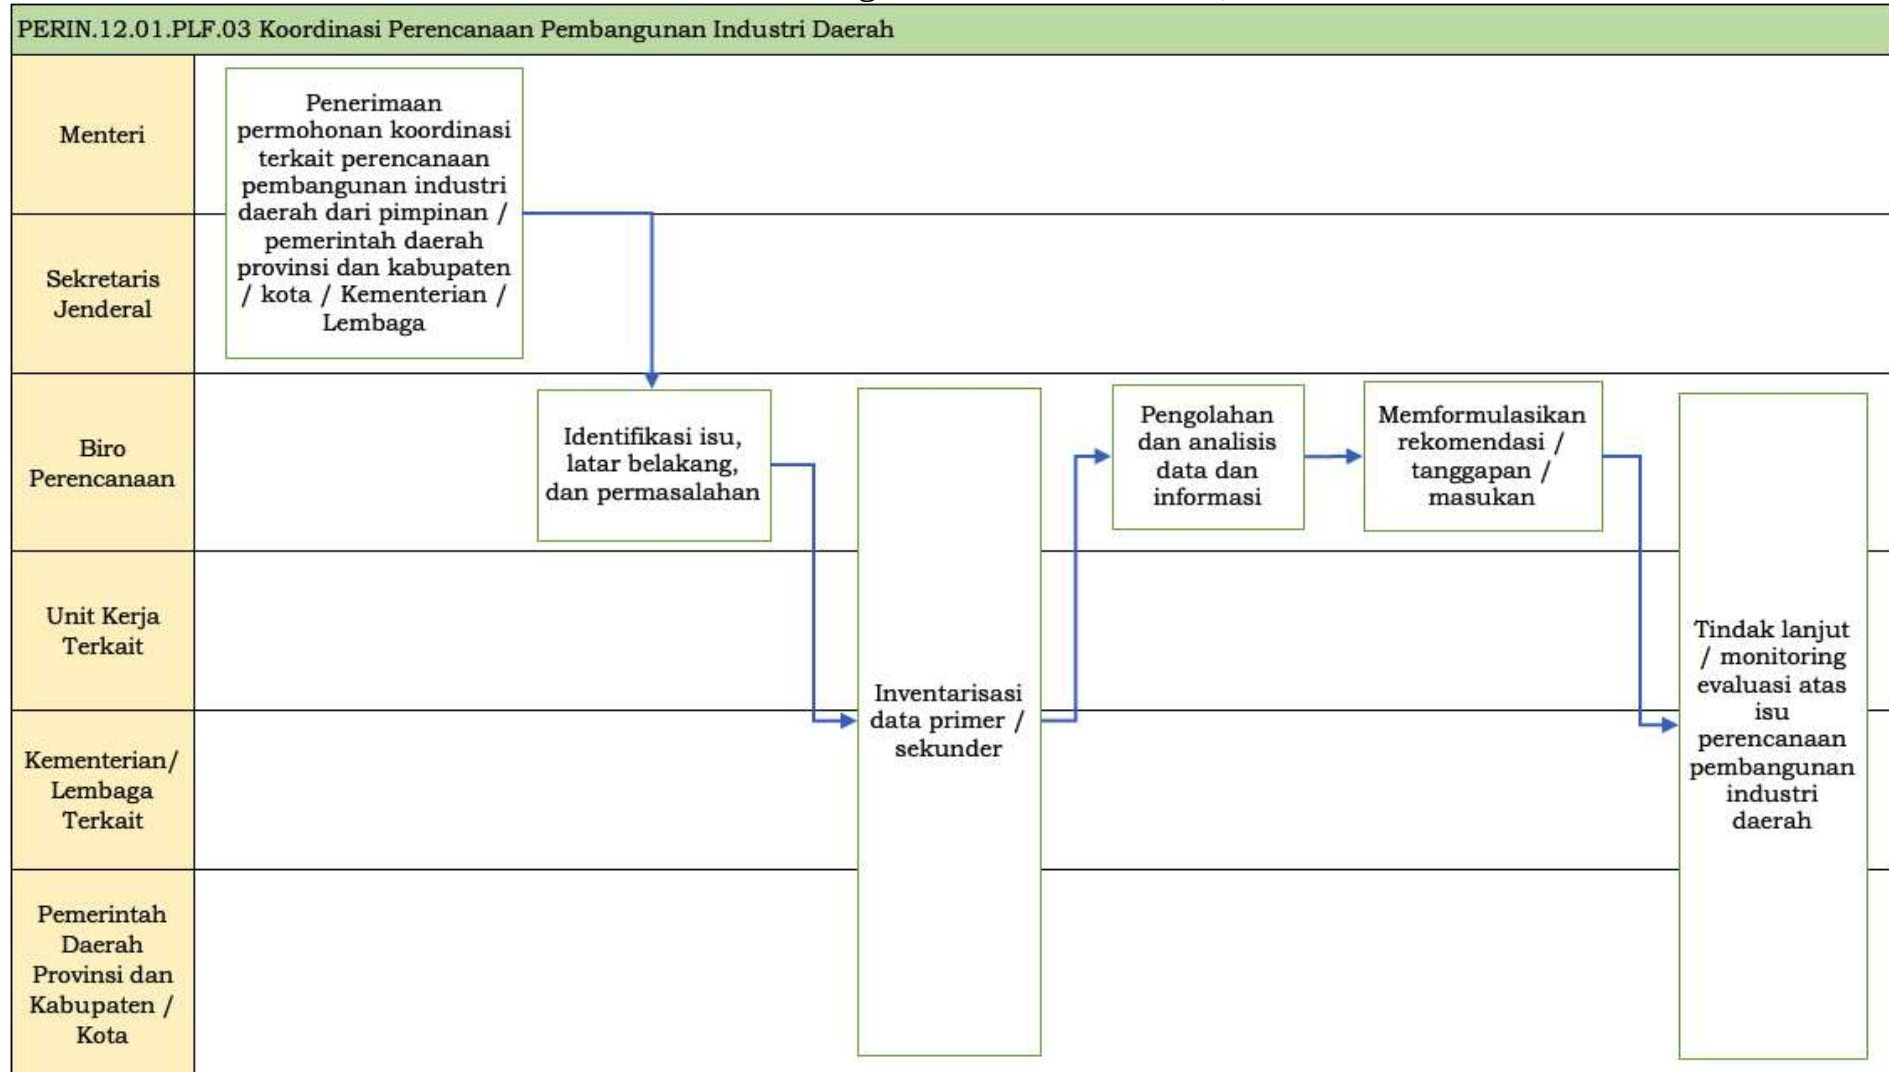 PERIN.12.01.PLF.03 Koordinasi Perencanaan Pembangunan Industri Daerah
Menteri
Penerimaan
permohonan koordinasi
terkait perencanaan
pembangunan industri
daerah dari pimpinan /
pemerintah daerah
provinsi dan kabupaten
/ kota / Kementerian /
Lembaga
Sekretaris
Jenderal
Biro
Perencanaan
Identifikasi isu,
latar belakang,
dan permasalahan
Inventarisasi
data primer /
sekunder
Pengolahan
dan analisis
data dan
informasi
Memformulasikan
rekomendasi /
tanggapan /
masukan
Tindak lanjut
/ monitoring
evaluasi atas
isu
perencanaan
pembangunan
industri
daerah
Unit Kerja
Terkait
Kementerian/
Lembaga
Terkait
Pemerintah
Daerah
Provinsi dan
Kabupaten /
Kota